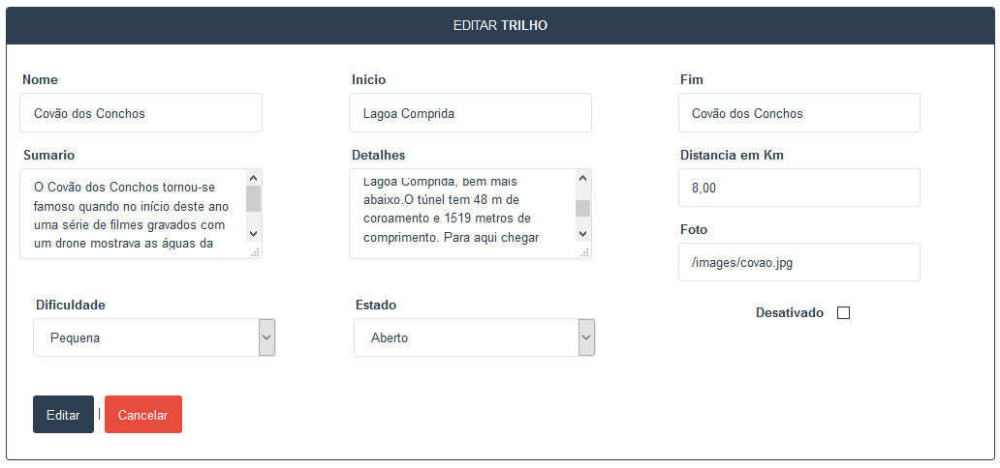 EDITAR TRILHO
Nome
Covão dos Conchos
Inicio
Lagoa Comprida
Fim
Covão dos Conchos
Sumario
O Covão dos Conchos tornou-se
famoso quando no início deste ano
uma série de filmes gravados com
um drone mostrava as águas da
Detalhes
Lagoa Comprida, bem mais
abaixo.O túnel tem 48 m de
coroamento e 1519 metros de
comprimento. Para aqui chegar
Distancia em Km
8,00
Foto
/images/covao.jpg
Dificuldade
Pequena
Estado
Aberto
Desativado
Editar | Cancelar